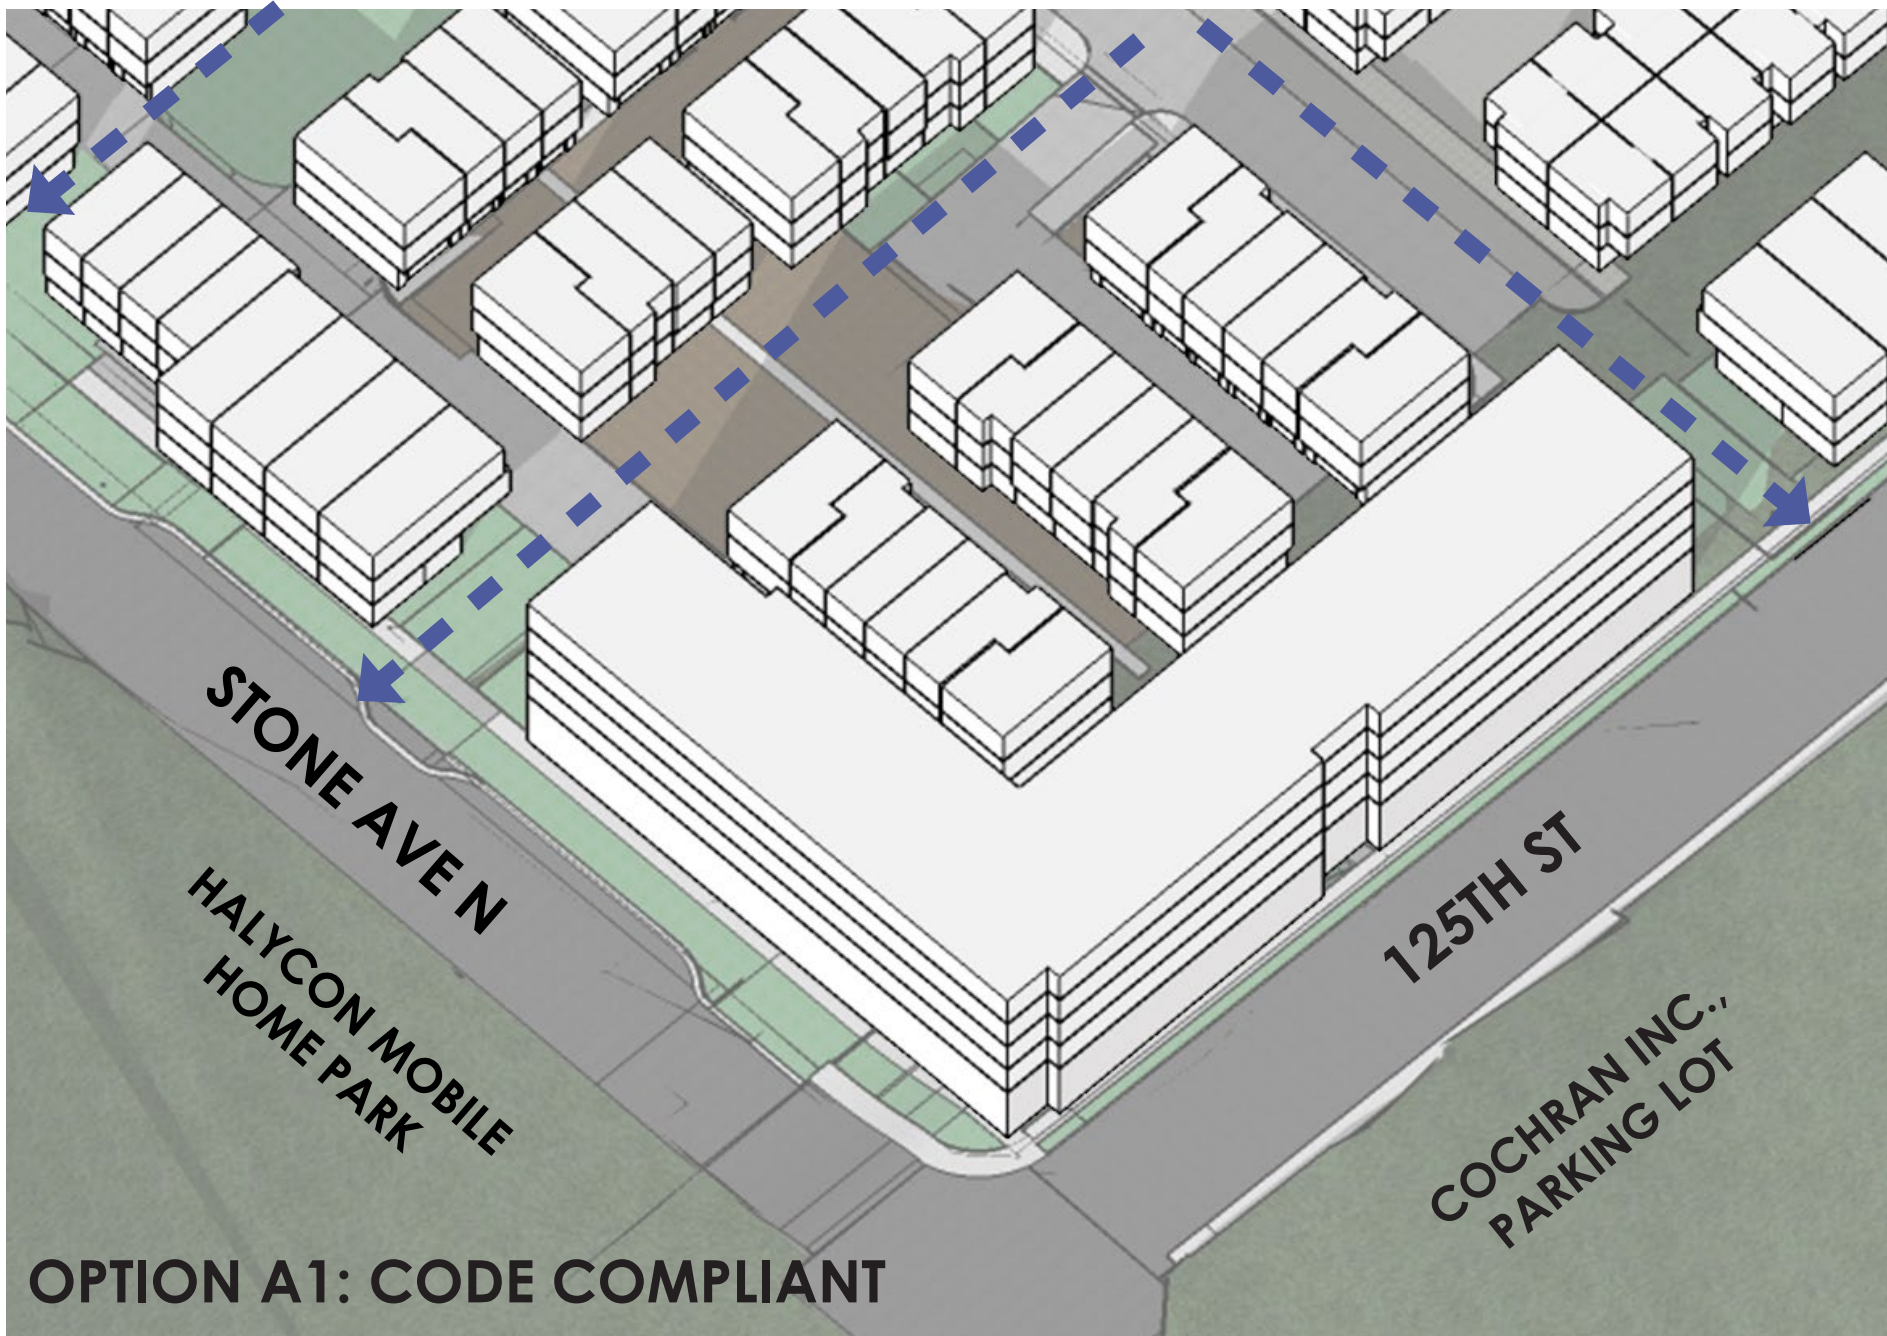 STONE AVE N
HALYCON MOBILE
HOME PARK
125TH ST
COCHRAN INC.,
PARKING LOT
OPTION A1: CODE COMPLIANT